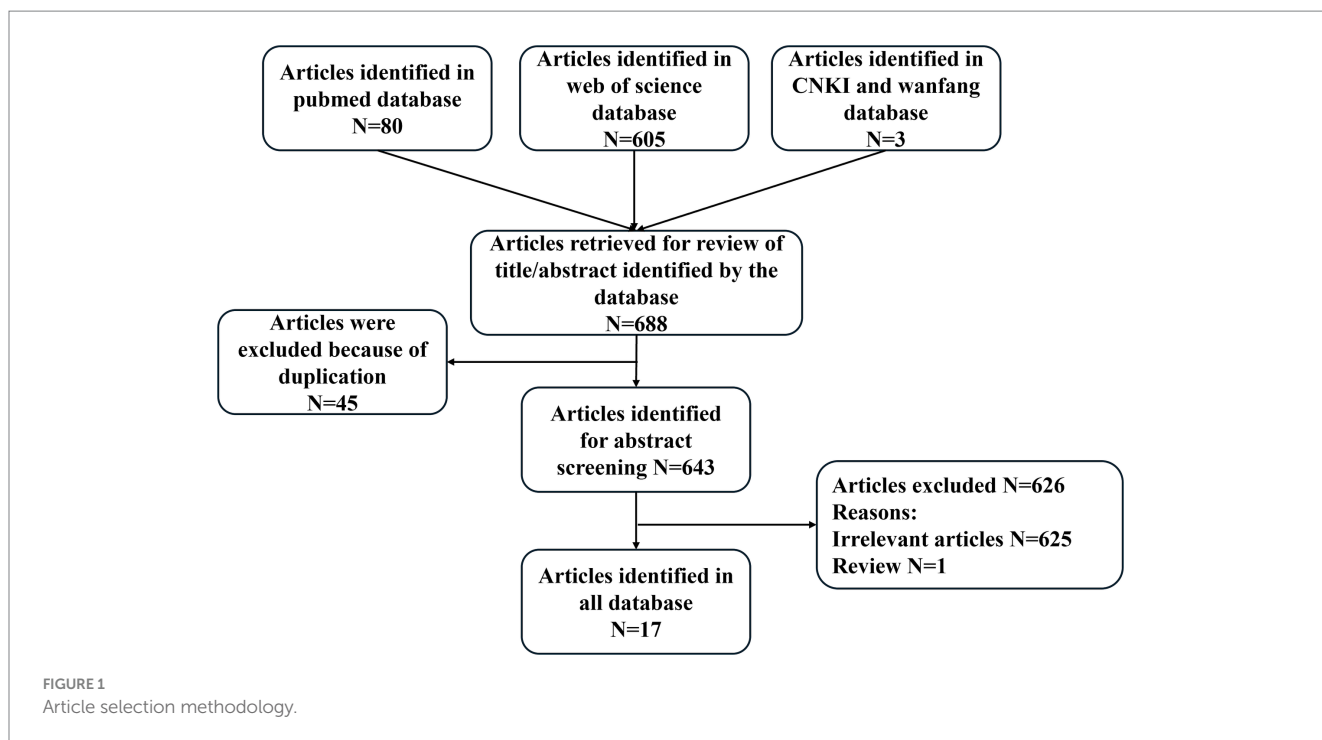 Articles identified in
pubmed database
N=80
Articles identified in
web of science
database
N=605
Articles identified in
CNKI and wanfang
database
N=3
Articles retrieved for review of
title/abstract identified by the
database
N=688
Articles were
excluded because of
duplication
N=45
Articles identified
for abstract
screening N=643
Articles excluded N=626
Reasons:
Irrelevant articles N=625
Review N=1
Articles identified in
all database
N=17
FIGURE 1
Article selection methodology.